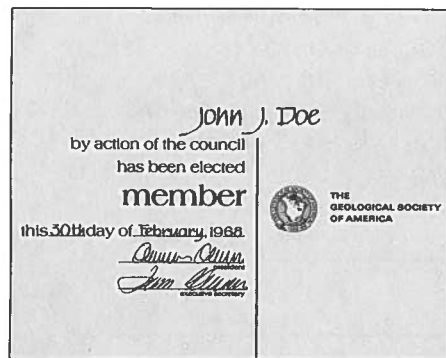 John J. Doe
by action of the council
has been elected
member
this 30th day of February, 1968
president
executive secretary
THE
GEOLOGICAL SOCIETY
OF AMERICA